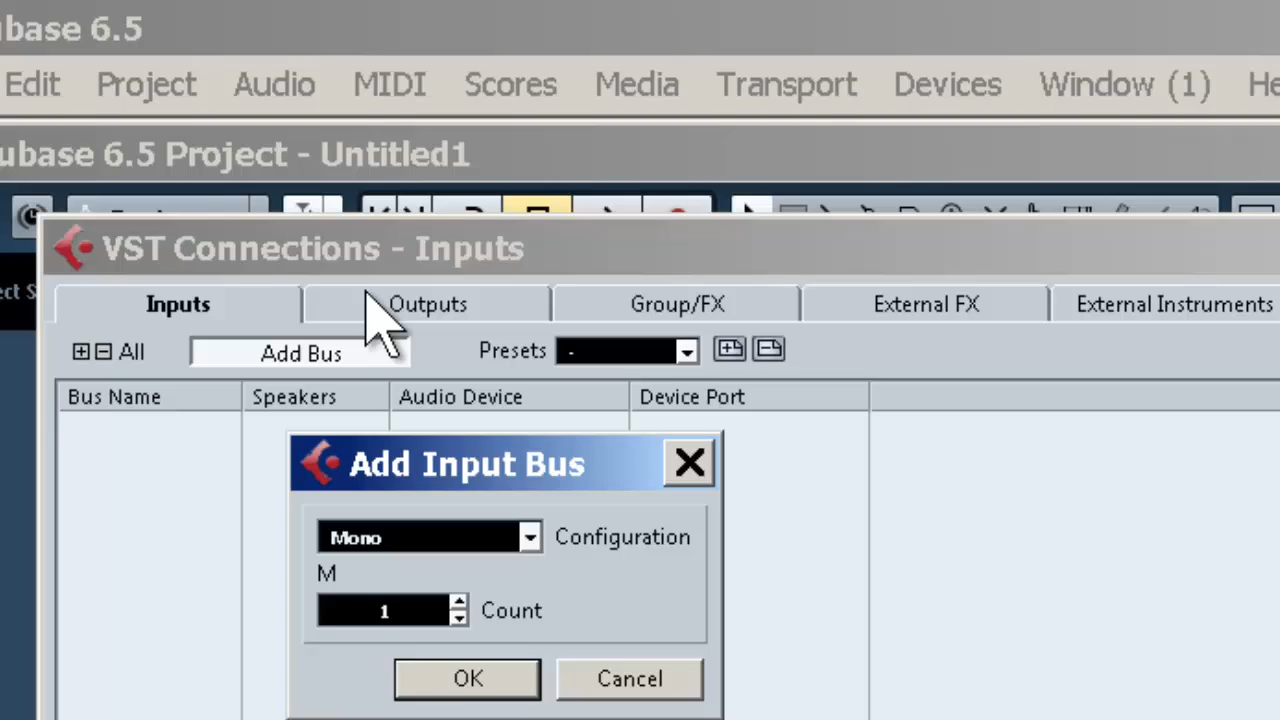 ubase 6.5
Edit Project Audio MIDI Scores Media Transport Devices Window (1) He
ubase 6.5 Project - Untitled1
VST Connections - Inputs
ect S
Inputs Outputs Group/FX External FX External Instruments
All Add Bus Presets -
Bus Name Speakers Audio Device Device Port
Add Input Bus
Mono Configuration
M
1 Count
OK Cancel